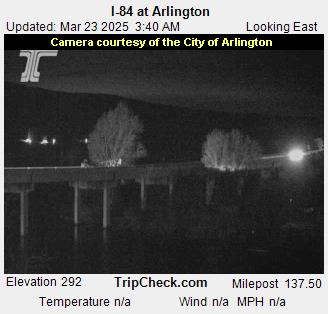 I-84 at Arlington
Updated: Mar 23 2025 3:40 AM Looking East
Camera courtesy of the City of Arlington
Elevation 292 TripCheck.com Milepost 137.50
Temperature n/a Wind n/a MPH n/a